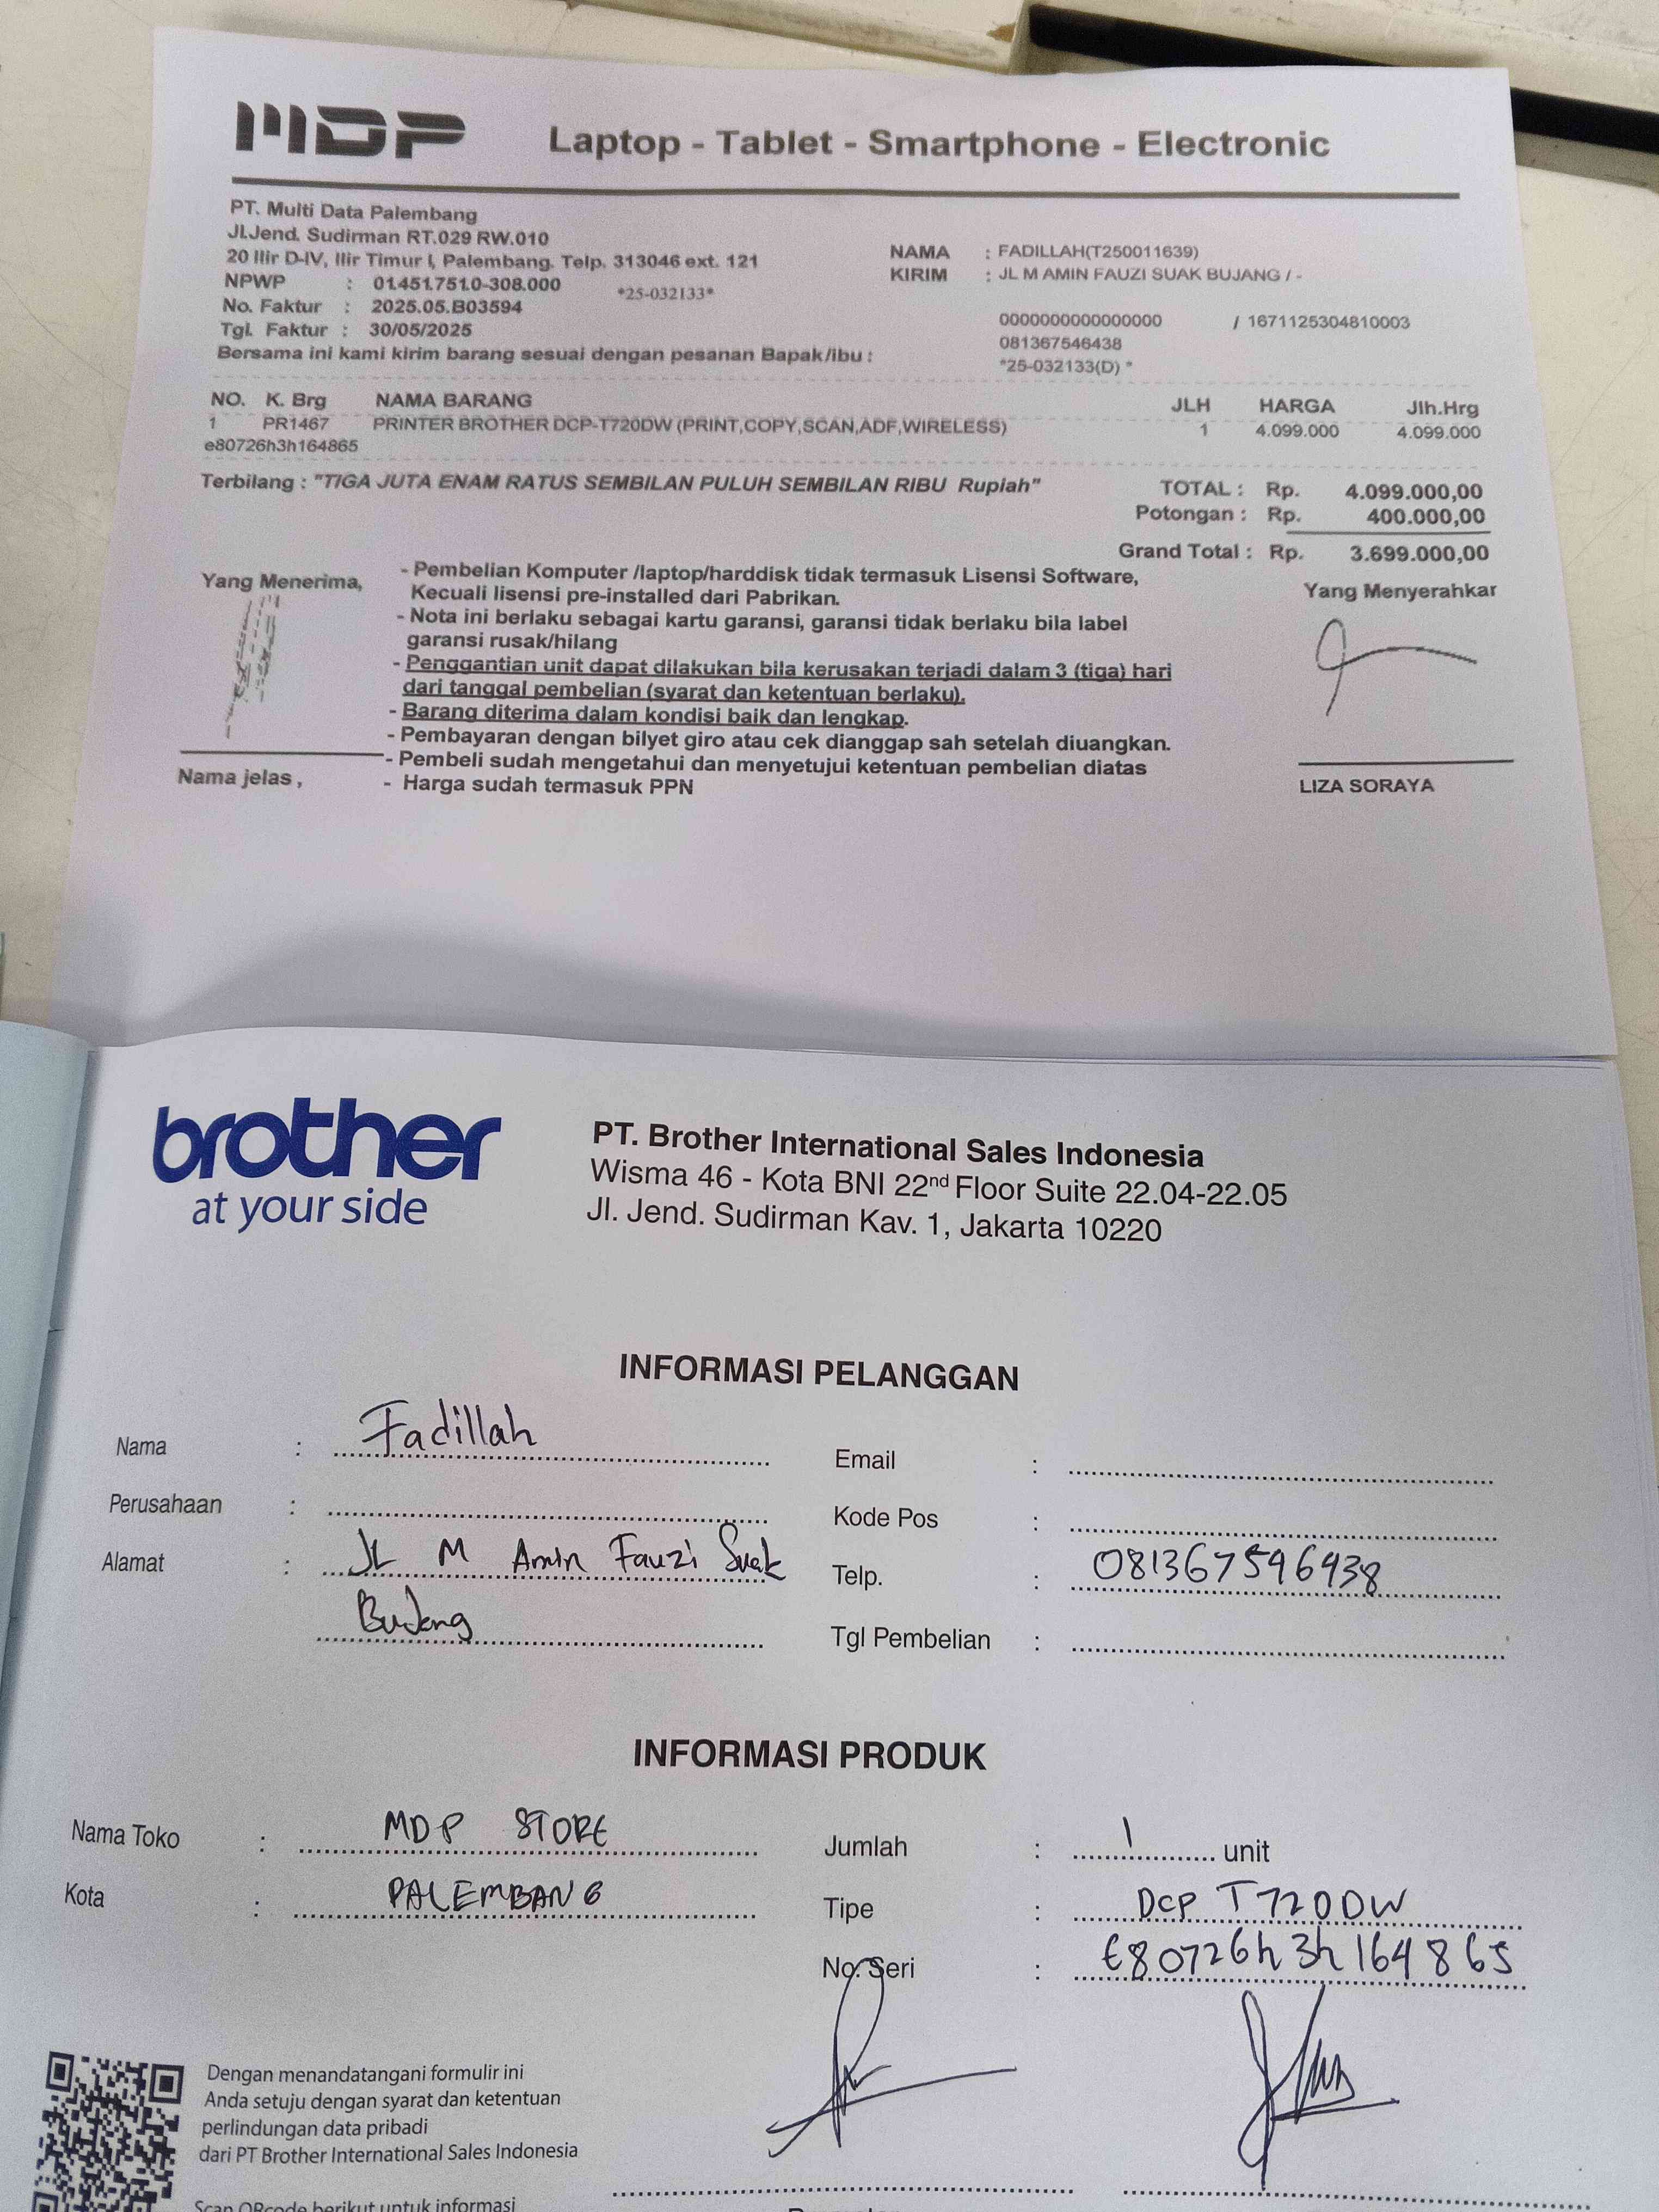 MDP Laptop - Tablet - Smartphone - Electronic
PT. Multi Data Palembang
Jl.Jend. Sudirman RT.029 RW.010
20 Ilir D-IV, Ilir Timur I, Palembang. Telp. 313046 ext. 121
NPWP : 01.451.751.0-308.000
*25-032133*
No. Faktur : 2025.05.B03594
Tgl. Faktur : 30/05/2025
Bersama ini kami kirim barang sesuai dengan pesanan Bapak/ibu :
NAMA : FADILLAH(T250011639)
KIRIM : JL M AMIN FAUZI SUAK BUJANG / -
0000000000000000 / 1671125304810003
081367546438
*25-032133(D) *
NO. K. Brg NAMA BARANG JLH HARGA Jlh.Hrg
1 PR1467 PRINTER BROTHER DCP-T720DW (PRINT,COPY,SCAN,ADF,WIRELESS) 1 4.099.000 4.099.000
e80726h3h164865
Terbilang : "TIGA JUTA ENAM RATUS SEMBILAN PULUH SEMBILAN RIBU Rupiah"
TOTAL : Rp. 4.099.000,00
Potongan : Rp. 400.000,00
Grand Total : Rp. 3.699.000,00
Yang Menerima,
- Pembelian Komputer /laptop/harddisk tidak termasuk Lisensi Software,
Kecuali lisensi pre-installed dari Pabrikan.
- Nota ini berlaku sebagai kartu garansi, garansi tidak berlaku bila label
garansi rusak/hilang
- Penggantian unit dapat dilakukan bila kerusakan terjadi dalam 3 (tiga) hari
dari tanggal pembelian (syarat dan ketentuan berlaku).
- Barang diterima dalam kondisi baik dan lengkap.
- Pembayaran dengan bilyet giro atau cek dianggap sah setelah diuangkan.
- Pembeli sudah mengetahui dan menyetujui ketentuan pembelian diatas
- Harga sudah termasuk PPN
Nama jelas ,
Yang Menyerahkar
LIZA SORAYA
brother
at your side
PT. Brother International Sales Indonesia
Wisma 46 - Kota BNI 22nd Floor Suite 22.04-22.05
Jl. Jend. Sudirman Kav. 1, Jakarta 10220
INFORMASI PELANGGAN
Nama : Fadillah
Perusahaan :
Alamat : JL M Amin Fauzi Suak
Bujang
Email :
Kode Pos :
Telp. : 081367546438
Tgl Pembelian :
INFORMASI PRODUK
Nama Toko : MDP STORE
Kota : PALEMBANG
Jumlah : 1 unit
Tipe : DCP T720DW
No. Seri : E80726h3h164865
Dengan menandatangani formulir ini
Anda setuju dengan syarat dan ketentuan
perlindungan data pribadi
dari PT Brother International Sales Indonesia
Scan QRcode berikut untuk informasi